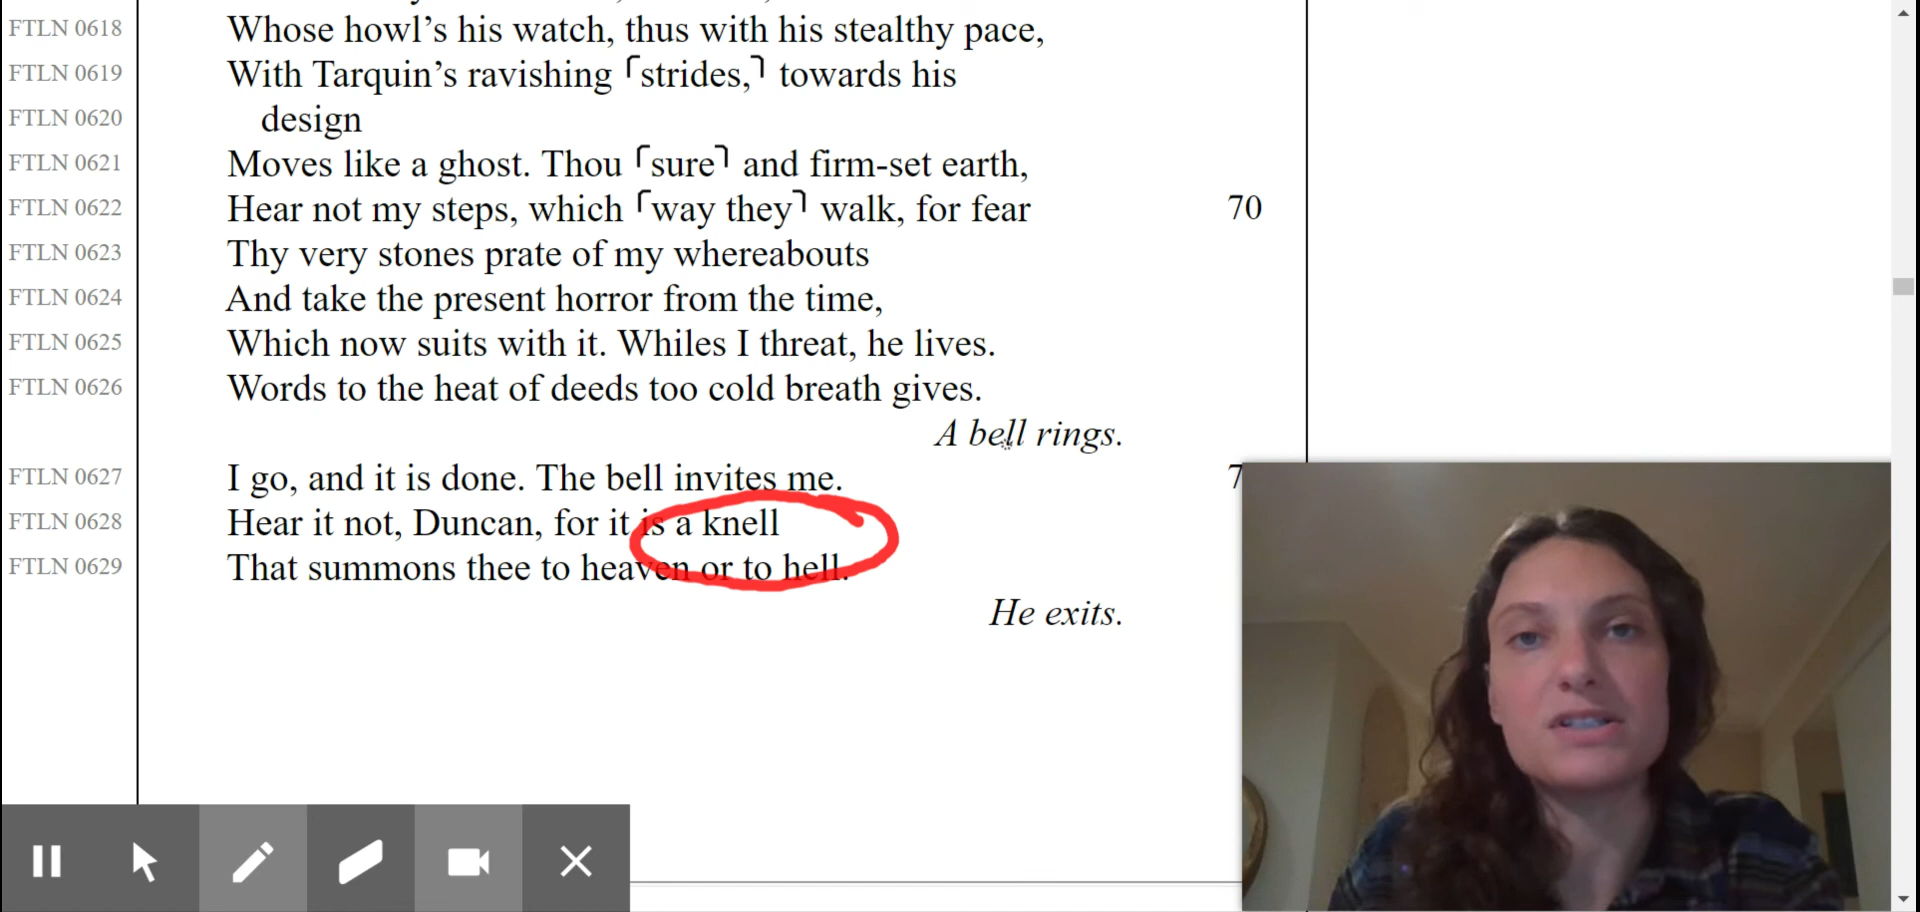 FTLN 0618 Whose howl’s his watch, thus with his stealthy pace,
FTLN 0619 With Tarquin’s ravishing ⌜strides,⌝ towards his
FTLN 0620 design
FTLN 0621 Moves like a ghost. Thou ⌜sure⌝ and firm-set earth,
FTLN 0622 Hear not my steps, which ⌜way they⌝ walk, for fear 70
FTLN 0623 Thy very stones prate of my whereabouts
FTLN 0624 And take the present horror from the time,
FTLN 0625 Which now suits with it. Whiles I threat, he lives.
FTLN 0626 Words to the heat of deeds too cold breath gives.
A bell rings.
FTLN 0627 I go, and it is done. The bell invites me. 7
FTLN 0628 Hear it not, Duncan, for it is a knell
FTLN 0629 That summons thee to heaven or to hell.
He exits.